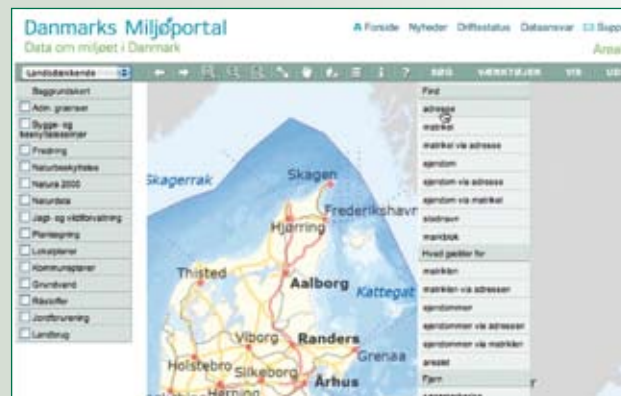 Danmarks Miljøportal
Data om miljøet i Danmark
Forside Nyheder Driftsstatus Dataansvar
Landsdækkende
? SØG VÆRKTØJER VIS
Baggrundskort
Adm. grænser
Bygge- og
beskyttelseslinier
Fredning
Naturbeskyttelse
Natura 2000
Naturdata
Jagt- og vildtforvaltning
Planlægning
Lokalplaner
Kommuneplaner
Grundvand
Råstoffer
Jordforurening
Landbrug
Skagerrak
Skagen
Frederikshavn
Hjørring
Thisted
Aalborg
Kattegat
Viborg
Randers
Grenaa
Holstebro
Silkeborg
Århus
Herning
Find
adresse
matrikel
matrikel via adresse
ejendom
ejendom via adresse
ejendom via matrikel
stednavn
markblok
Hvad gælder for
matriklen
matriklen via adressen
ejendommen
ejendommen via adressen
ejendommen via matriklen
arealet
Fjern